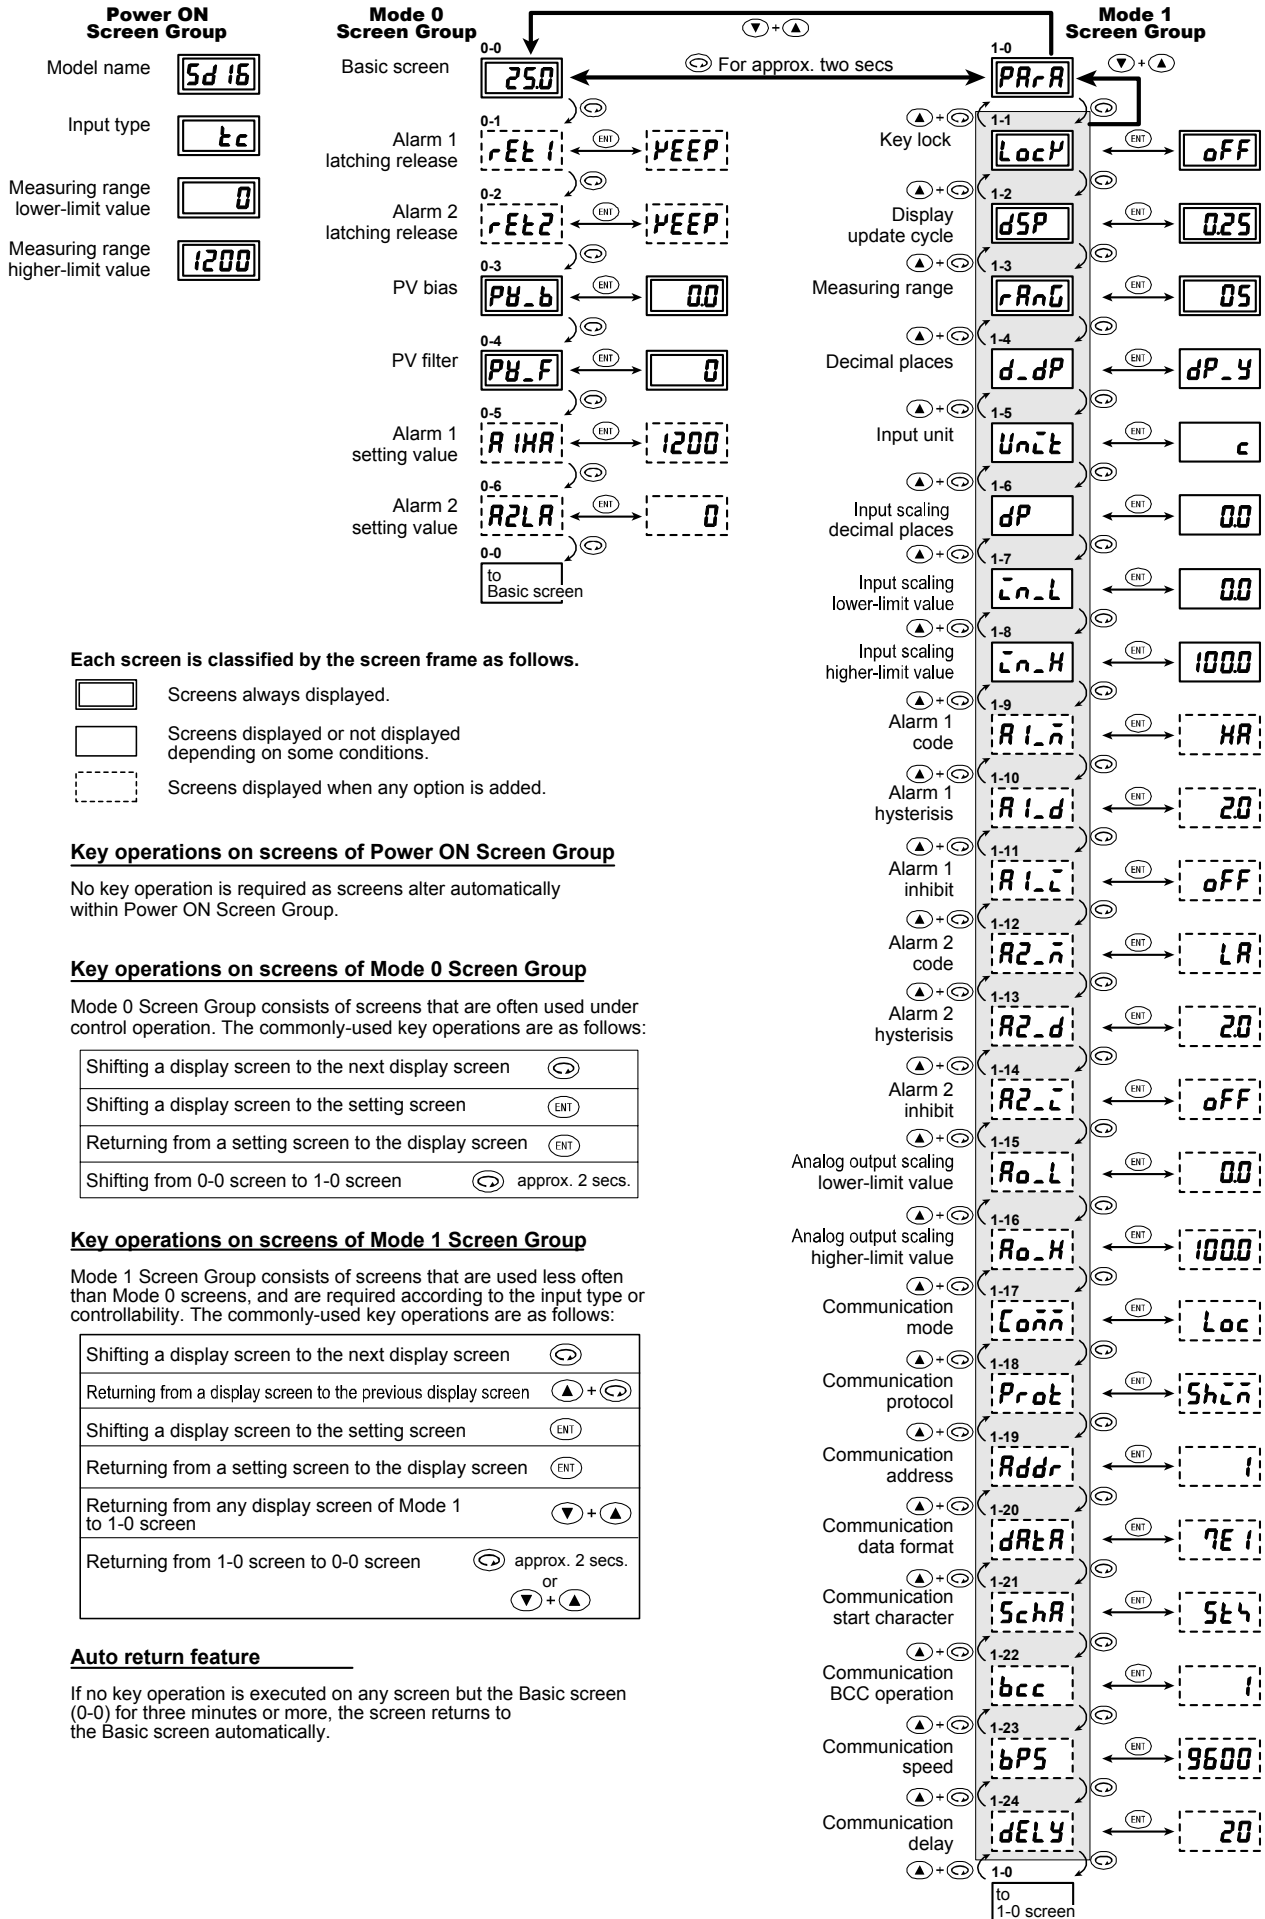 Power ON
Screen Group
Model name
Sd16
Input type
tc
Measuring range
lower-limit value
0
Measuring range
higher-limit value
1200
Mode 0
Screen Group
0-0
Basic screen
25.0
0-1
Alarm 1
latching release
rEt1
ENT
KEEP
0-2
Alarm 2
latching release
rEt2
ENT
KEEP
0-3
PV bias
PV_b
ENT
0.0
0-4
PV filter
PV_F
ENT
0
0-5
Alarm 1
setting value
A1HA
ENT
1200
0-6
Alarm 2
setting value
A2LA
ENT
0
0-0
to
Basic screen
▼+▲
For approx. two secs
Mode 1
Screen Group
1-0
PArA
▼+▲
▲+
1-1
Key lock
LocK
ENT
oFF
▲+
1-2
Display
update cycle
dSP
ENT
0.25
▲+
1-3
Measuring range
rAnG
ENT
05
▲+
1-4
Decimal places
d_dP
ENT
dP_Y
▲+
1-5
Input unit
Unit
ENT
c
▲+
1-6
Input scaling
decimal places
dP
ENT
0.0
▲+
1-7
Input scaling
lower-limit value
in_L
ENT
0.0
▲+
1-8
Input scaling
higher-limit value
in_H
ENT
100.0
▲+
1-9
Alarm 1
code
A1_m
ENT
HA
▲+
1-10
Alarm 1
hysterisis
A1_d
ENT
2.0
▲+
1-11
Alarm 1
inhibit
A1_i
ENT
oFF
▲+
1-12
Alarm 2
code
A2_m
ENT
LA
▲+
1-13
Alarm 2
hysterisis
A2_d
ENT
2.0
▲+
1-14
Alarm 2
inhibit
A2_i
ENT
oFF
▲+
1-15
Analog output scaling
lower-limit value
Ao_L
ENT
0.0
▲+
1-16
Analog output scaling
higher-limit value
Ao_H
ENT
100.0
▲+
1-17
Communication
mode
Comm
ENT
Loc
▲+
1-18
Communication
protocol
Prot
ENT
Shim
▲+
1-19
Communication
address
Addr
ENT
1
▲+
1-20
Communication
data format
dAtA
ENT
7E1
▲+
1-21
Communication
start character
SchA
ENT
▲+
1-22
Communication
BCC operation
bcc
ENT
1
▲+
1-23
Communication
speed
bPS
ENT
9600
▲+
1-24
Communication
delay
dELY
ENT
20
▲+
1-0
to
1-0 screen
Each screen is classified by the screen frame as follows.
Screens always displayed.
Screens displayed or not displayed
depending on some conditions.
Screens displayed when any option is added.
Key operations on screens of Power ON Screen Group
No key operation is required as screens alter automatically
within Power ON Screen Group.
Key operations on screens of Mode 0 Screen Group
Mode 0 Screen Group consists of screens that are often used under
control operation. The commonly-used key operations are as follows:
Shifting a display screen to the next display screen
Shifting a display screen to the setting screen ENT
Returning from a setting screen to the display screen ENT
Shifting from 0-0 screen to 1-0 screen approx. 2 secs.
Key operations on screens of Mode 1 Screen Group
Mode 1 Screen Group consists of screens that are used less often
than Mode 0 screens, and are required according to the input type or
controllability. The commonly-used key operations are as follows:
Shifting a display screen to the next display screen
Returning from a display screen to the previous display screen ▲+
Shifting a display screen to the setting screen ENT
Returning from a setting screen to the display screen ENT
Returning from any display screen of Mode 1
to 1-0 screen ▼+▲
Returning from 1-0 screen to 0-0 screen approx. 2 secs.
or
▼+▲
Auto return feature
If no key operation is executed on any screen but the Basic screen
(0-0) for three minutes or more, the screen returns to
the Basic screen automatically.